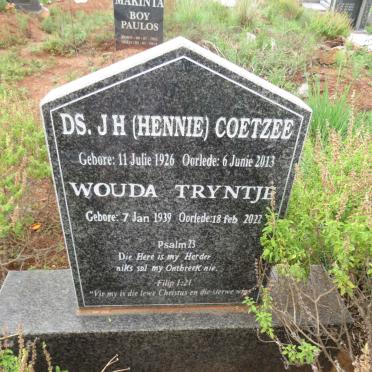 MAKINTA
BOY
PAULOS
DS. J H (HENNIE) COETZEE
Gebore: 11 Julie 1926 Oorlede: 6 Junie 2013
WOUDA TRYNTJE
Gebore: 7 Jan 1939 Oorlede: 18 Feb 2022
Psalm 23
Die Here is my Herder
niks sal my Ontbreek nie.
Filip 1:21
"Vir my is die lewe Christus en die sterwe